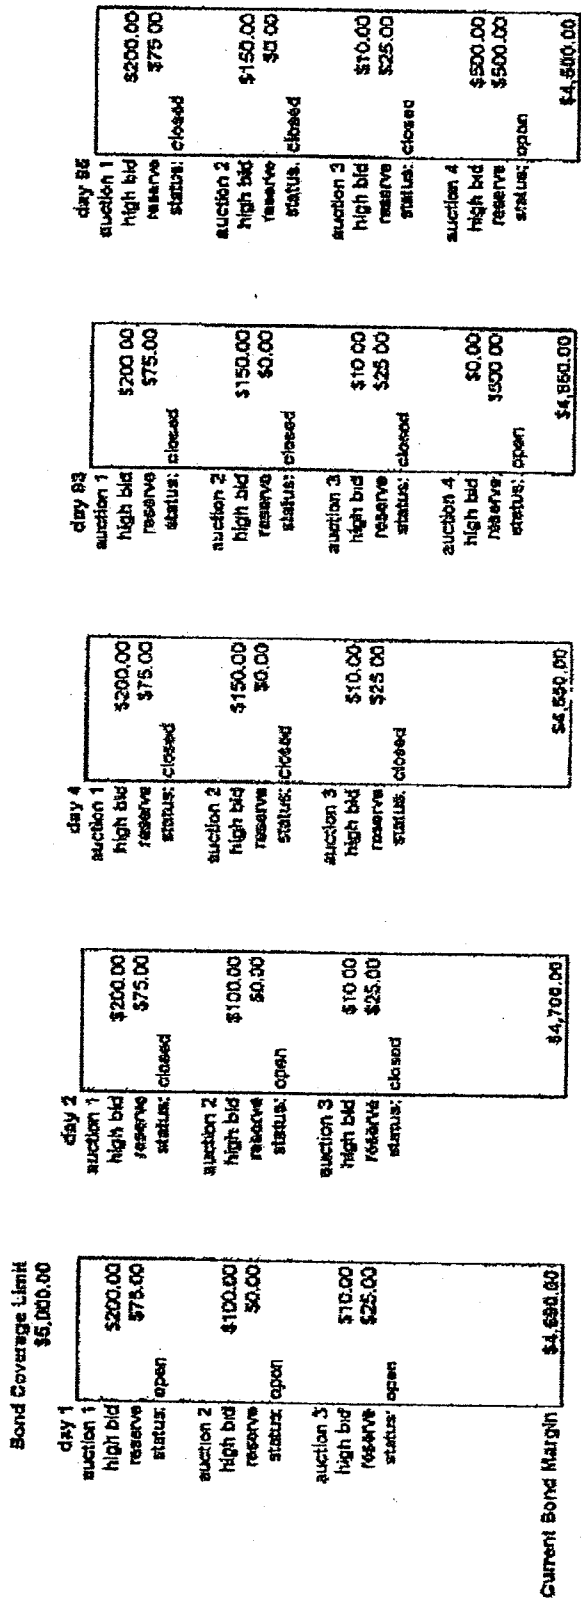 Bond Coverage Limit
$5,000.00
day 1
auction 1
high bid $200.00
reserve $75.00
status: open
auction 2
high bid $100.00
reserve $0.00
status: open
auction 3
high bid $10.00
reserve $25.00
status: open
Current Bond Margin $4,690.00
day 2
auction 1
high bid $200.00
reserve $75.00
status: closed
auction 2
high bid $100.00
reserve $0.00
status: open
auction 3
high bid $10.00
reserve $25.00
status: closed
$4,700.00
day 4
auction 1
high bid $200.00
reserve $75.00
status: closed
auction 2
high bid $150.00
reserve $0.00
status: closed
auction 3
high bid $10.00
reserve $25.00
status: closed
day 93
auction 1
high bid $200.00
reserve $75.00
status: closed
auction 2
high bid $150.00
reserve $0.00
status: closed
auction 3
high bid $10.00
reserve $25.00
status: closed
auction 4
high bid $0.00
reserve $500.00
status: open
$4,850.00
day
auction 1
high bid $200.00
reserve $75.00
status: closed
auction 2
high bid $150.00
reserve $0.00
status: closed
auction 3
high bid $10.00
reserve $25.00
status: closed
auction 4
high bid $500.00
reserve $500.00
status: open
$4,500.00